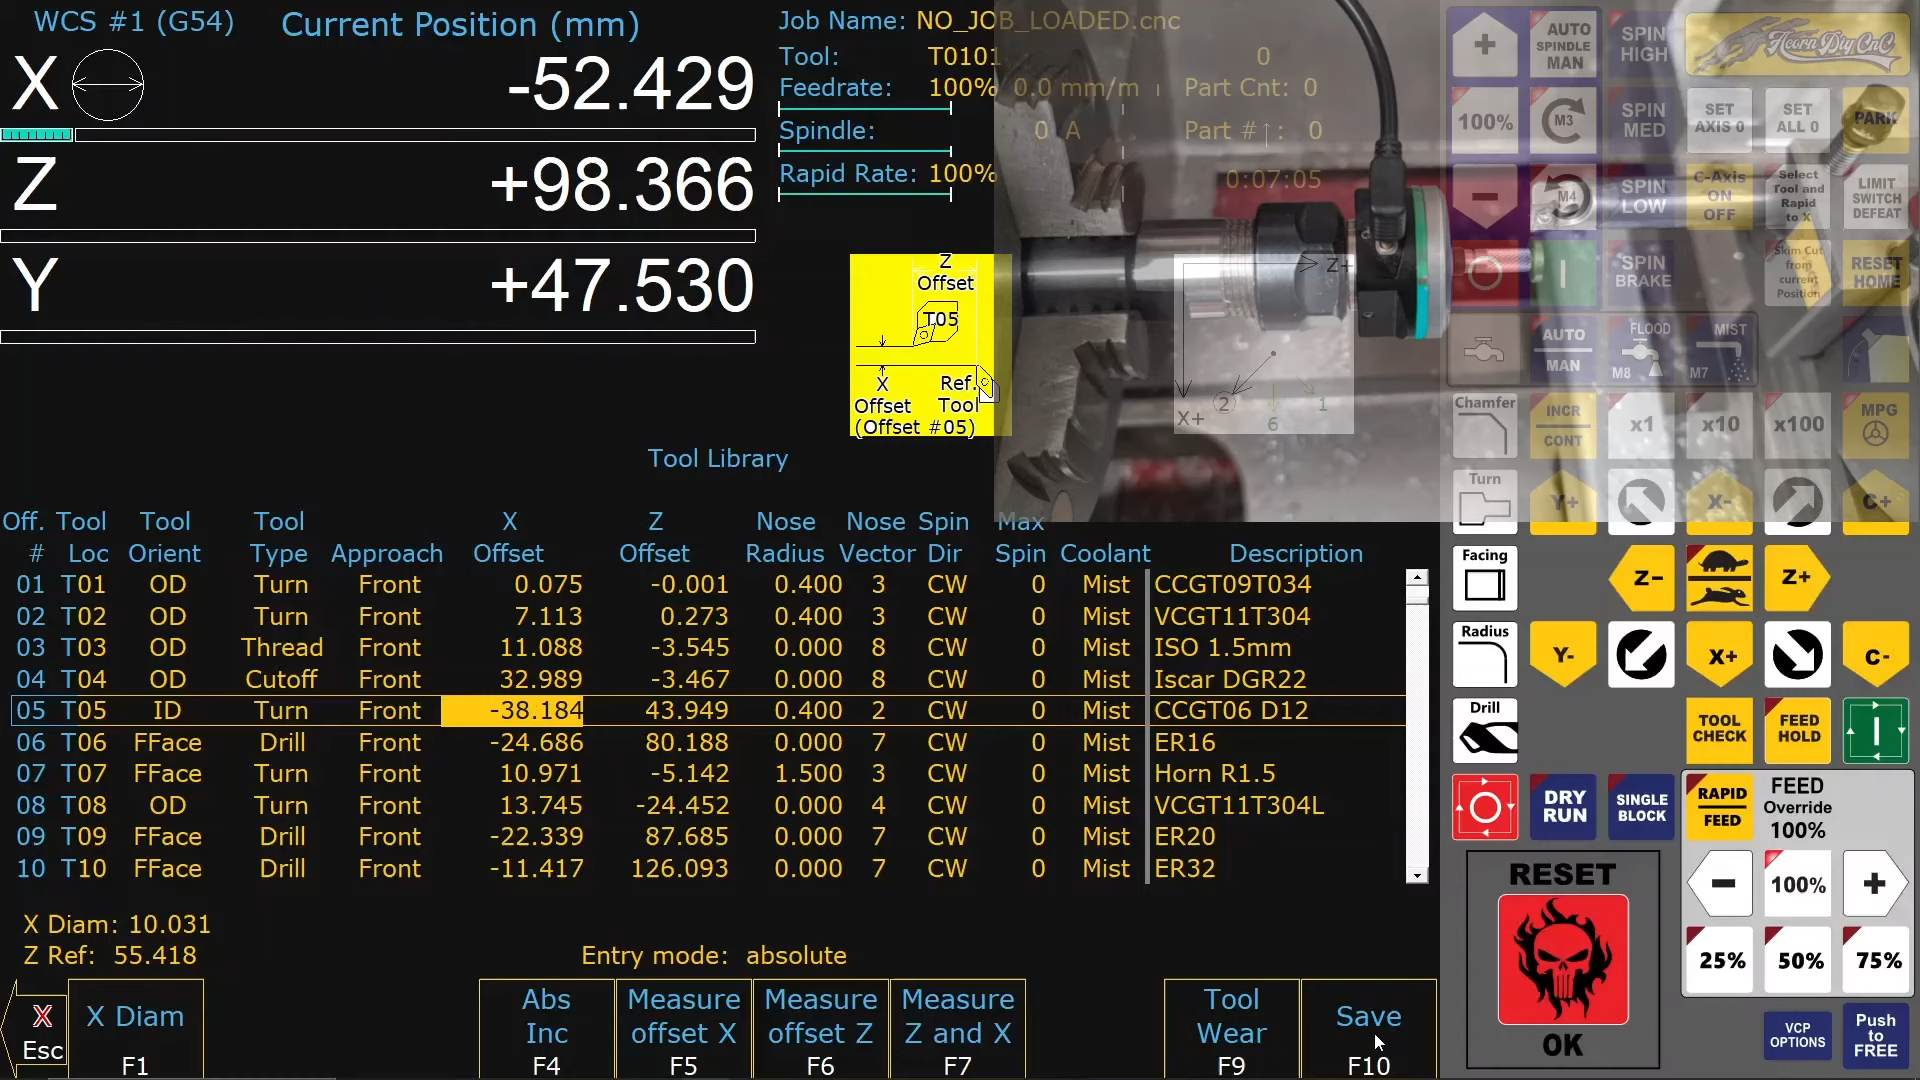 WCS #1 (G54)
Current Position (mm)
X
-52.429
Z
+98.366
Y
+47.530
Job Name: NO_JOB_LOADED.cnc
Tool: T0101 0
Feedrate: 100% 0.0 mm/m Part Cnt: 0
Spindle: 0 A Part #↑: 0
Rapid Rate: 100% 0:07:05
Z
Offset
T05
X Ref.
Offset Tool
(Offset #05)
Z+
X+
2
6
1
Tool Library
Off. Tool Tool Tool X Z Nose Nose Spin Max
# Loc Orient Type Approach Offset Offset Radius Vector Dir Spin Coolant Description
01 T01 OD Turn Front 0.075 -0.001 0.400 3 CW 0 Mist CCGT09T034
02 T02 OD Turn Front 7.113 0.273 0.400 3 CW 0 Mist VCGT11T304
03 T03 OD Thread Front 11.088 -3.545 0.000 8 CW 0 Mist ISO 1.5mm
04 T04 OD Cutoff Front 32.989 -3.467 0.000 8 CW 0 Mist Iscar DGR22
05 T05 ID Turn Front -38.184 43.949 0.400 2 CW 0 Mist CCGT06 D12
06 T06 FFace Drill Front -24.686 80.188 0.000 7 CW 0 Mist ER16
07 T07 FFace Turn Front 10.971 -5.142 1.500 3 CW 0 Mist Horn R1.5
08 T08 OD Turn Front 13.745 -24.452 0.000 4 CW 0 Mist VCGT11T304L
09 T09 FFace Drill Front -22.339 87.685 0.000 7 CW 0 Mist ER20
10 T10 FFace Drill Front -11.417 126.093 0.000 7 CW 0 Mist ER32
X Diam: 10.031
Z Ref: 55.418
Entry mode: absolute
X
Esc
X Diam
F1
Abs
Inc
F4
Measure
offset X
F5
Measure
offset Z
F6
Measure
Z and X
F7
Tool
Wear
F9
Save
F10
+
AUTO
SPINDLE
MAN
SPIN
HIGH
Acorn Diy CnC
100%
M3
SPIN
MED
SET
AXIS 0
SET
ALL 0
PARK
M4
SPIN
LOW
C-Axis
ON
OFF
Select
Tool and
Rapid
to X
LIMIT
SWITCH
DEFEAT
SPIN
BRAKE
Skim Cut
from
current
Position
RESET
HOME
AUTO
MAN
FLOOD
M8
MIST
M7
Chamfer
INCR
CONT
x1
x10
x100
MPG
Turn
Y+
X-
C+
Facing
Z-
Z+
Radius
Y-
X+
C-
Drill
TOOL
CHECK
FEED
HOLD
DRY
RUN
SINGLE
BLOCK
RAPID
FEED
FEED
Override
100%
RESET
OK
-
100%
+
25%
50%
75%
VCP
OPTIONS
Push
to
FREE